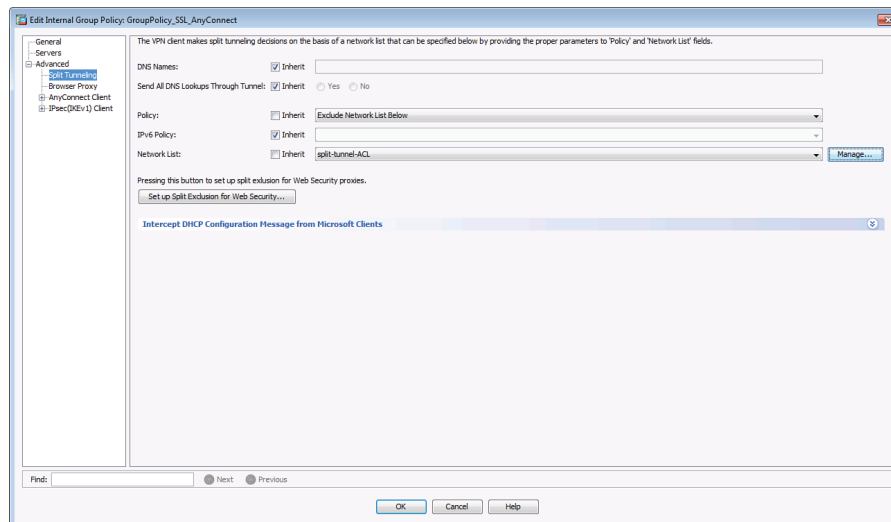 Edit Internal Group Policy: GroupPolicy_SSL_AnyConnect
General
Servers
Advanced
Split Tunneling
Browser Proxy
AnyConnect Client
IPsec(IKEv1) Client
The VPN client makes split tunneling decisions on the basis of a network list that can be specified below by providing the proper parameters to 'Policy' and 'Network List' fields.
DNS Names: Inherit
Send All DNS Lookups Through Tunnel: Inherit Yes No
Policy: Inherit Exclude Network List Below
IPv6 Policy: Inherit
Network List: Inherit split-tunnel-ACL Manage...
Pressing this button to set up split exlusion for Web Security proxies.
Set up Split Exclusion for Web Security...
Intercept DHCP Configuration Message from Microsoft Clients
Find: Next Previous
OK Cancel Help